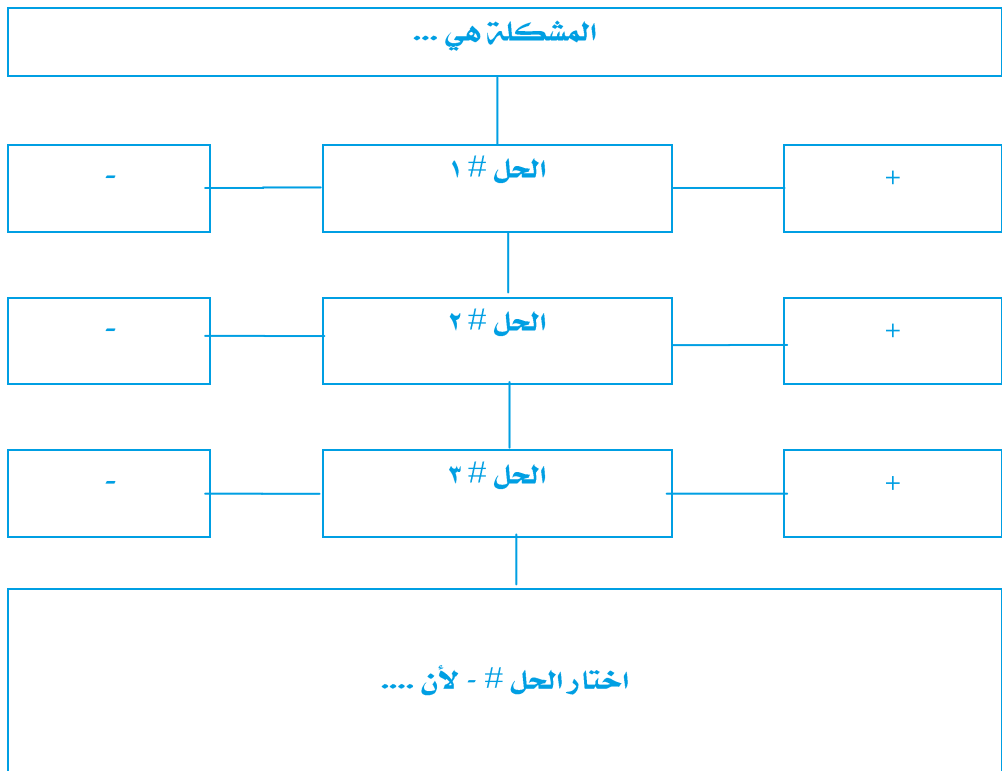 المشكلة هي ...
+
الحل # ١
-
+
الحل # ٢
-
+
الحل # ٣
-
اختار الحل # - لأن ....